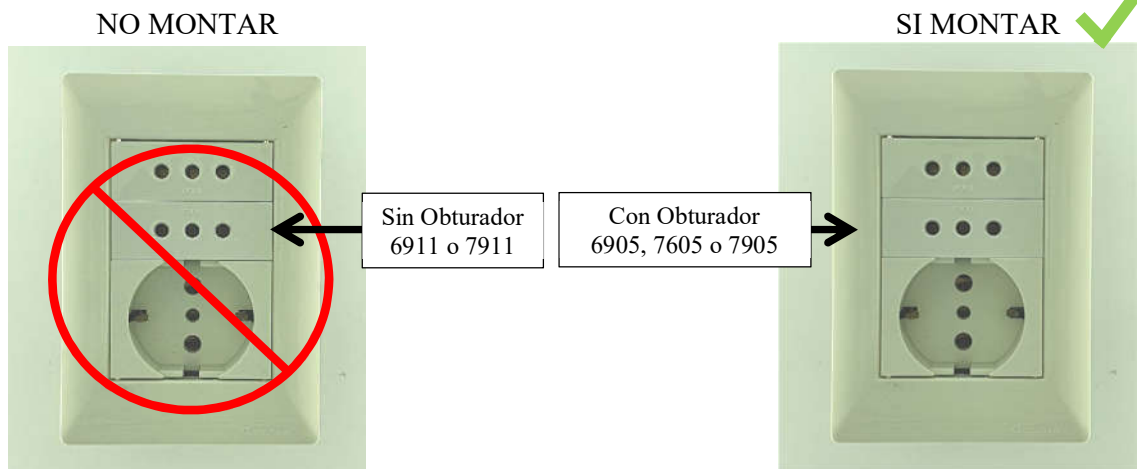 NO MONTAR
SI MONTAR
Sin Obturador
6911 o 7911
Con Obturador
6905, 7605 o 7905